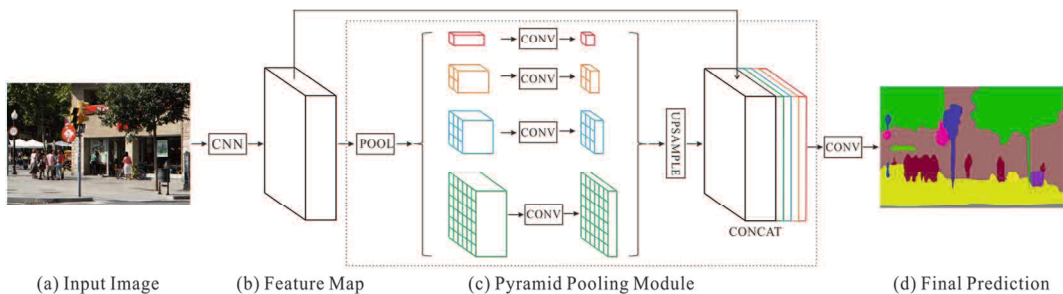 CNN
POOL
CONV
CONV
CONV
CONV
UPSAMPLE
CONCAT
CONV
(a) Input Image
(b) Feature Map
(c) Pyramid Pooling Module
(d) Final Prediction